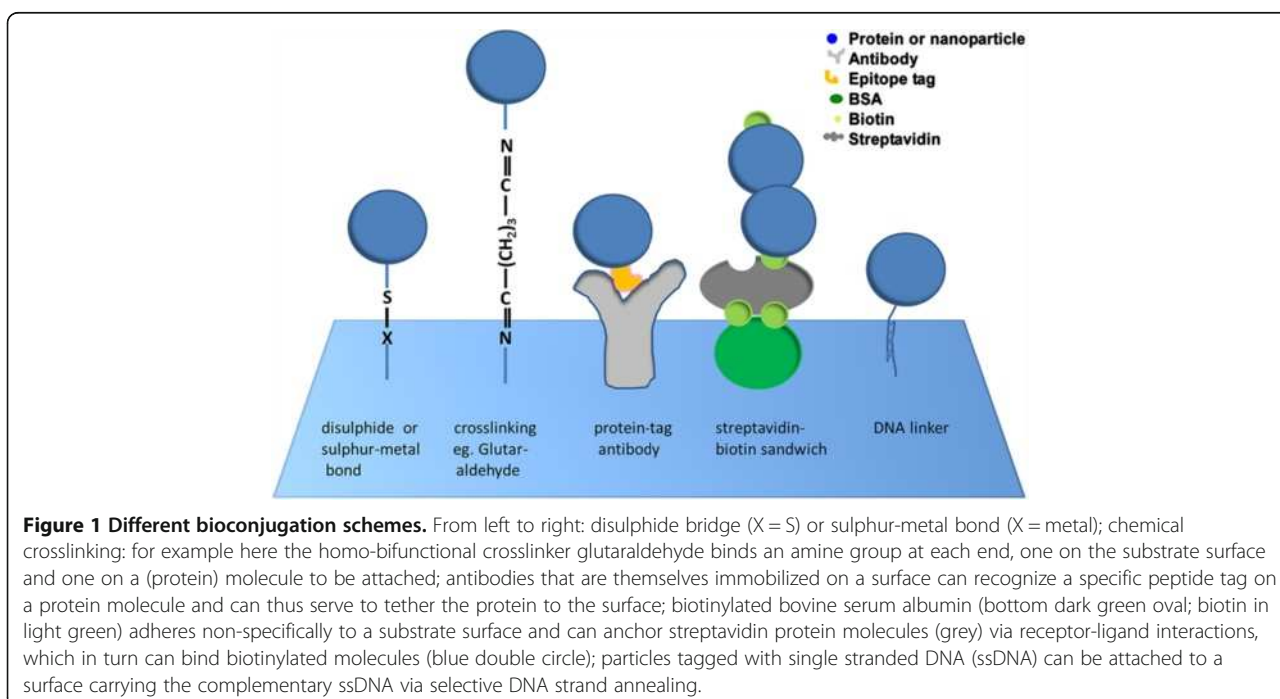 Protein or nanoparticle
Antibody
Epitope tag
BSA
Biotin
Streptavidin
S
X
N
C
(CH₂)₃
C
N
disulphide or
sulphur-metal
bond
crosslinking
eg. Glutar-
aldehyde
protein-tag
antibody
streptavidin-
biotin sandwich
DNA linker
Figure 1 Different bioconjugation schemes. From left to right: disulphide bridge (X = S) or sulphur-metal bond (X = metal); chemical
crosslinking: for example here the homo-bifunctional crosslinker glutaraldehyde binds an amine group at each end, one on the substrate surface
and one on a (protein) molecule to be attached; antibodies that are themselves immobilized on a surface can recognize a specific peptide tag on
a protein molecule and can thus serve to tether the protein to the surface; biotinylated bovine serum albumin (bottom dark green oval; biotin in
light green) adheres non-specifically to a substrate surface and can anchor streptavidin protein molecules (grey) via receptor-ligand interactions,
which in turn can bind biotinylated molecules (blue double circle); particles tagged with single stranded DNA (ssDNA) can be attached to a
surface carrying the complementary ssDNA via selective DNA strand annealing.